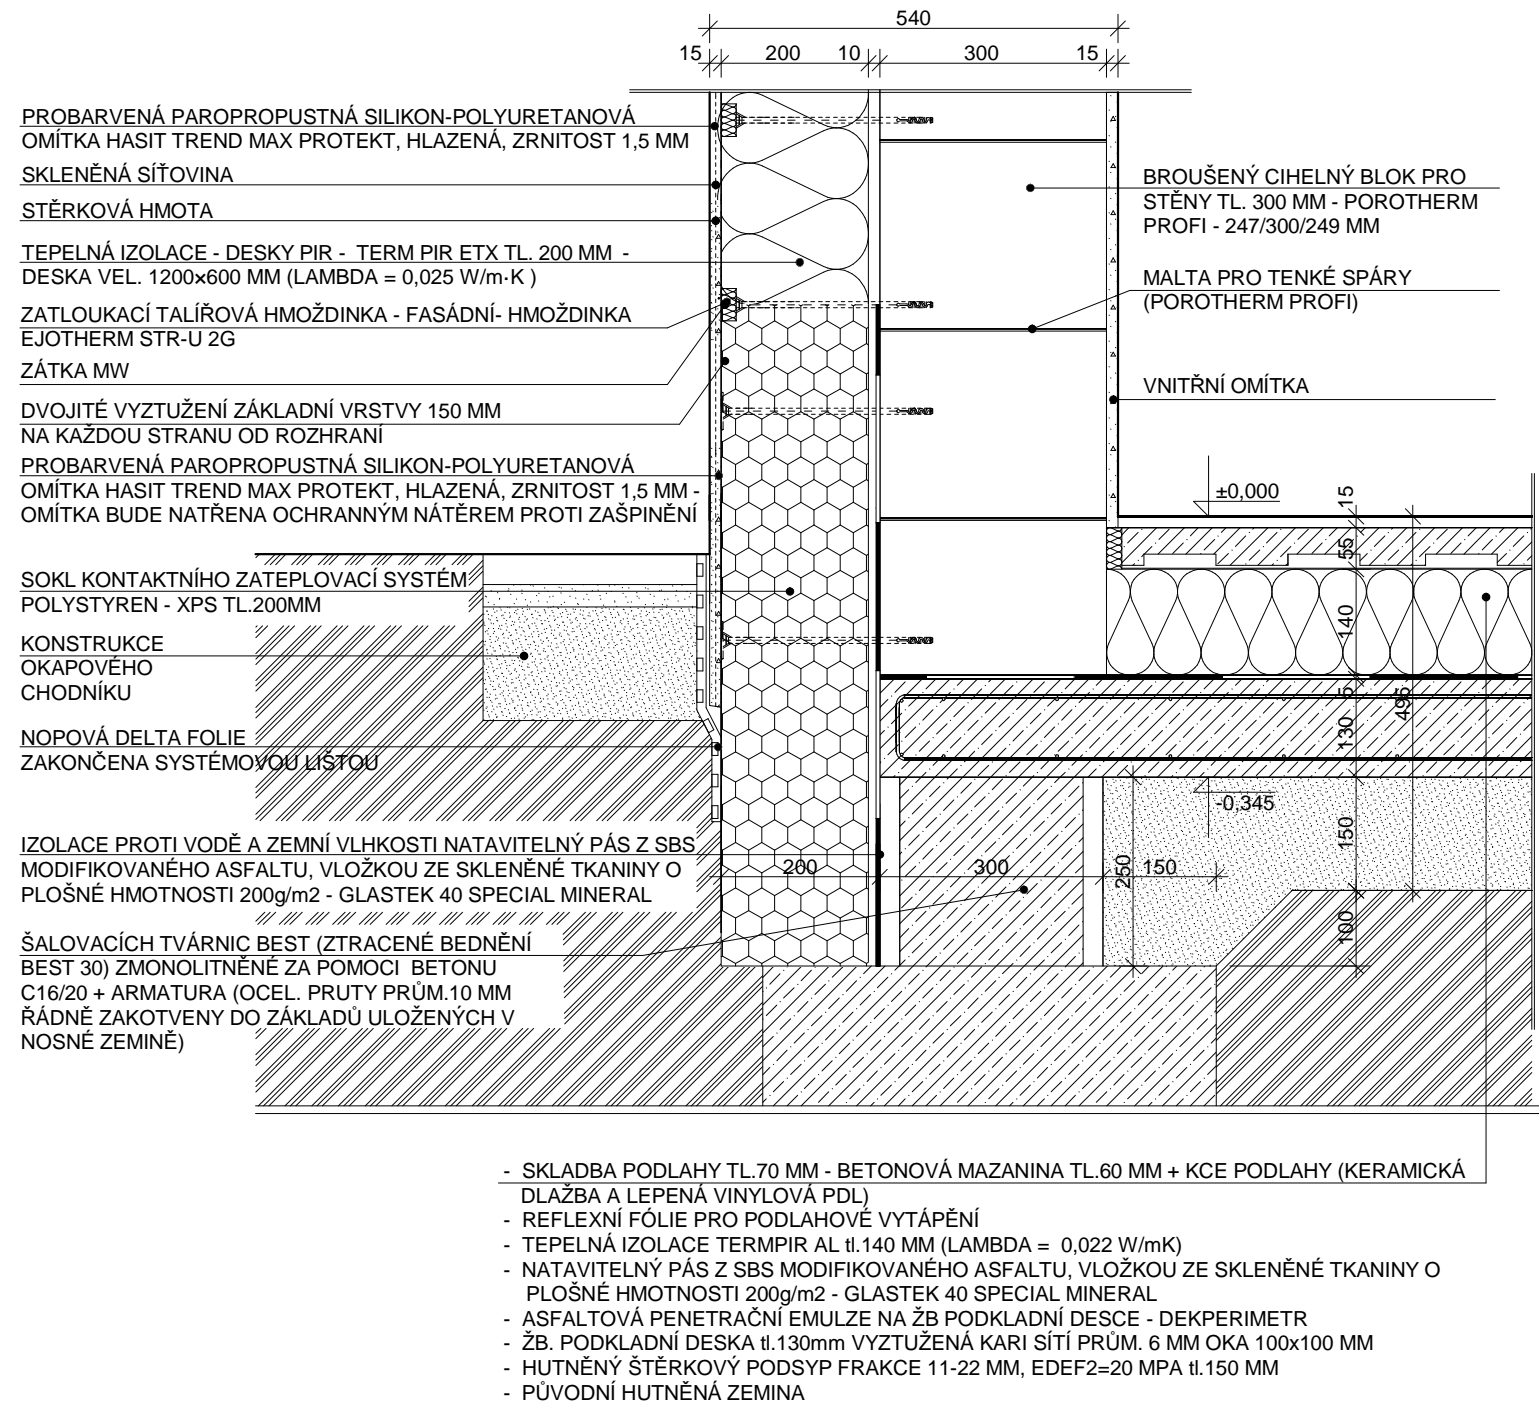 540
15 200 10 300 15
PROBARVENÁ PAROPROPUSTNÁ SILIKON-POLYURETANOVÁ
OMÍTKA HASIT TREND MAX PROTEKT, HLAZENÁ, ZRNITOST 1,5 MM
SKLENĚNÁ SÍŤOVINA
STĚRKOVÁ HMOTA
TEPELNÁ IZOLACE - DESKY PIR - TERM PIR ETX TL. 200 MM -
DESKA VEL. 1200×600 MM (LAMBDA = 0,025 W/m·K )
ZATLOUKACÍ TALÍŘOVÁ HMOŽDINKA - FASÁDNÍ- HMOŽDINKA
EJOTHERM STR-U 2G
ZÁTKA MW
DVOJITÉ VYZTUŽENÍ ZÁKLADNÍ VRSTVY 150 MM
NA KAŽDOU STRANU OD ROZHRANÍ
PROBARVENÁ PAROPROPUSTNÁ SILIKON-POLYURETANOVÁ
OMÍTKA HASIT TREND MAX PROTEKT, HLAZENÁ, ZRNITOST 1,5 MM -
OMÍTKA BUDE NATŘENA OCHRANNÝM NÁTĚREM PROTI ZAŠPINĚNÍ
SOKL KONTAKTNÍHO ZATEPLOVACÍ SYSTÉM
POLYSTYREN - XPS TL.200MM
KONSTRUKCE
OKAPOVÉHO
CHODNÍKU
NOPOVÁ DELTA FOLIE
ZAKONČENA SYSTÉMOVOU LIŠTOU
IZOLACE PROTI VODĚ A ZEMNÍ VLHKOSTI NATAVITELNÝ PÁS Z SBS
MODIFIKOVANÉHO ASFALTU, VLOŽKOU ZE SKLENĚNÉ TKANINY O
PLOŠNÉ HMOTNOSTI 200g/m2 - GLASTEK 40 SPECIAL MINERAL
ŠALOVACÍCH TVÁRNIC BEST (ZTRACENÉ BEDNĚNÍ
BEST 30) ZMONOLITNĚNÉ ZA POMOCI BETONU
C16/20 + ARMATURA (OCEL. PRUTY PRŮM.10 MM
ŘÁDNĚ ZAKOTVENY DO ZÁKLADŮ ULOŽENÝCH V
NOSNÉ ZEMINĚ)
BROUŠENÝ CIHELNÝ BLOK PRO
STĚNY TL. 300 MM - POROTHERM
PROFI - 247/300/249 MM
MALTA PRO TENKÉ SPÁRY
(POROTHERM PROFI)
VNITŘNÍ OMÍTKA
±0,000
15
55
140
5
130
495
-0,345
150
100
200 300 250 150
- SKLADBA PODLAHY TL.70 MM - BETONOVÁ MAZANINA TL.60 MM + KCE PODLAHY (KERAMICKÁ
DLAŽBA A LEPENÁ VINYLOVÁ PDL)
- REFLEXNÍ FÓLIE PRO PODLAHOVÉ VYTÁPĚNÍ
- TEPELNÁ IZOLACE TERMPIR AL tl.140 MM (LAMBDA = 0,022 W/mK)
- NATAVITELNÝ PÁS Z SBS MODIFIKOVANÉHO ASFALTU, VLOŽKOU ZE SKLENĚNÉ TKANINY O
PLOŠNÉ HMOTNOSTI 200g/m2 - GLASTEK 40 SPECIAL MINERAL
- ASFALTOVÁ PENETRAČNÍ EMULZE NA ŽB PODKLADNÍ DESCE - DEKPERIMETR
- ŽB. PODKLADNÍ DESKA tl.130mm VYZTUŽENÁ KARI SÍTÍ PRŮM. 6 MM OKA 100x100 MM
- HUTNĚNÝ ŠTĚRKOVÝ PODSYP FRAKCE 11-22 MM, EDEF2=20 MPA tl.150 MM
- PŮVODNÍ HUTNĚNÁ ZEMINA